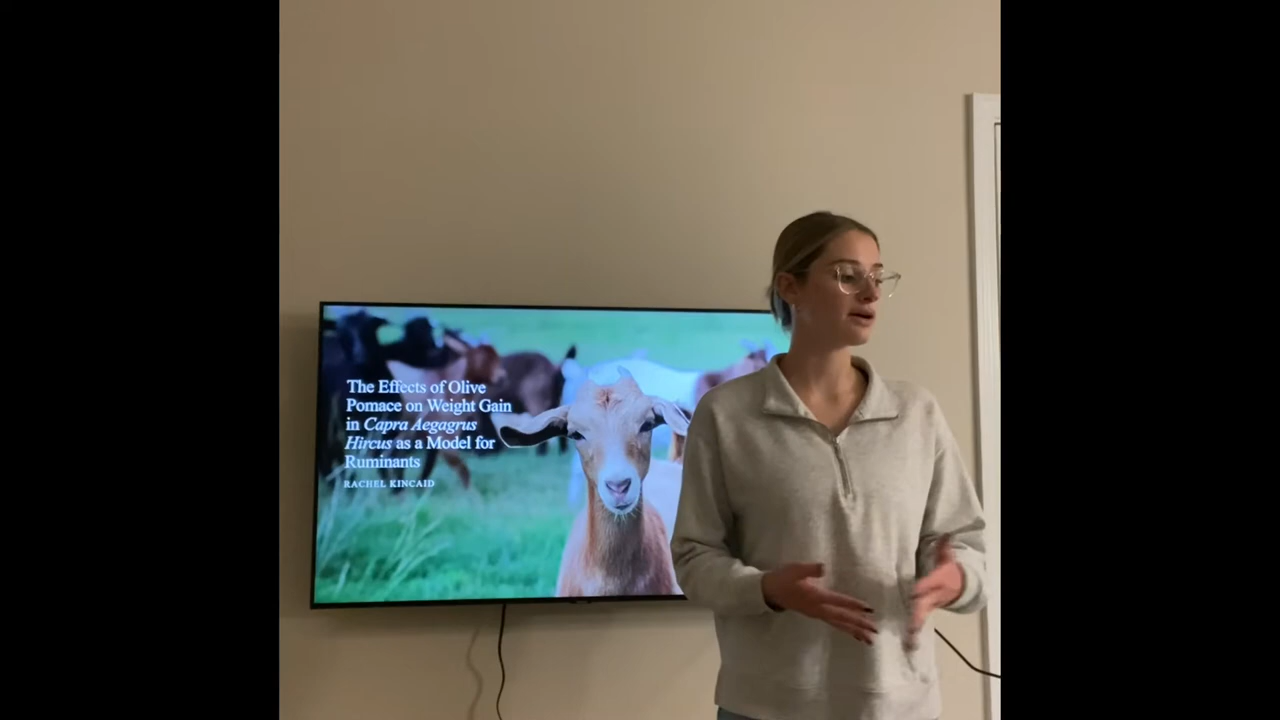 The Effects of Olive
Pomace on Weight Gain
in Capra Aegagrus
Hircus as a Model for
Ruminants
RACHEL KINCAID